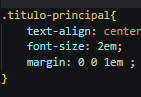 .titulo-principal{
text-align: center
font-size: 2em;
margin: 0 0 1em ;
}